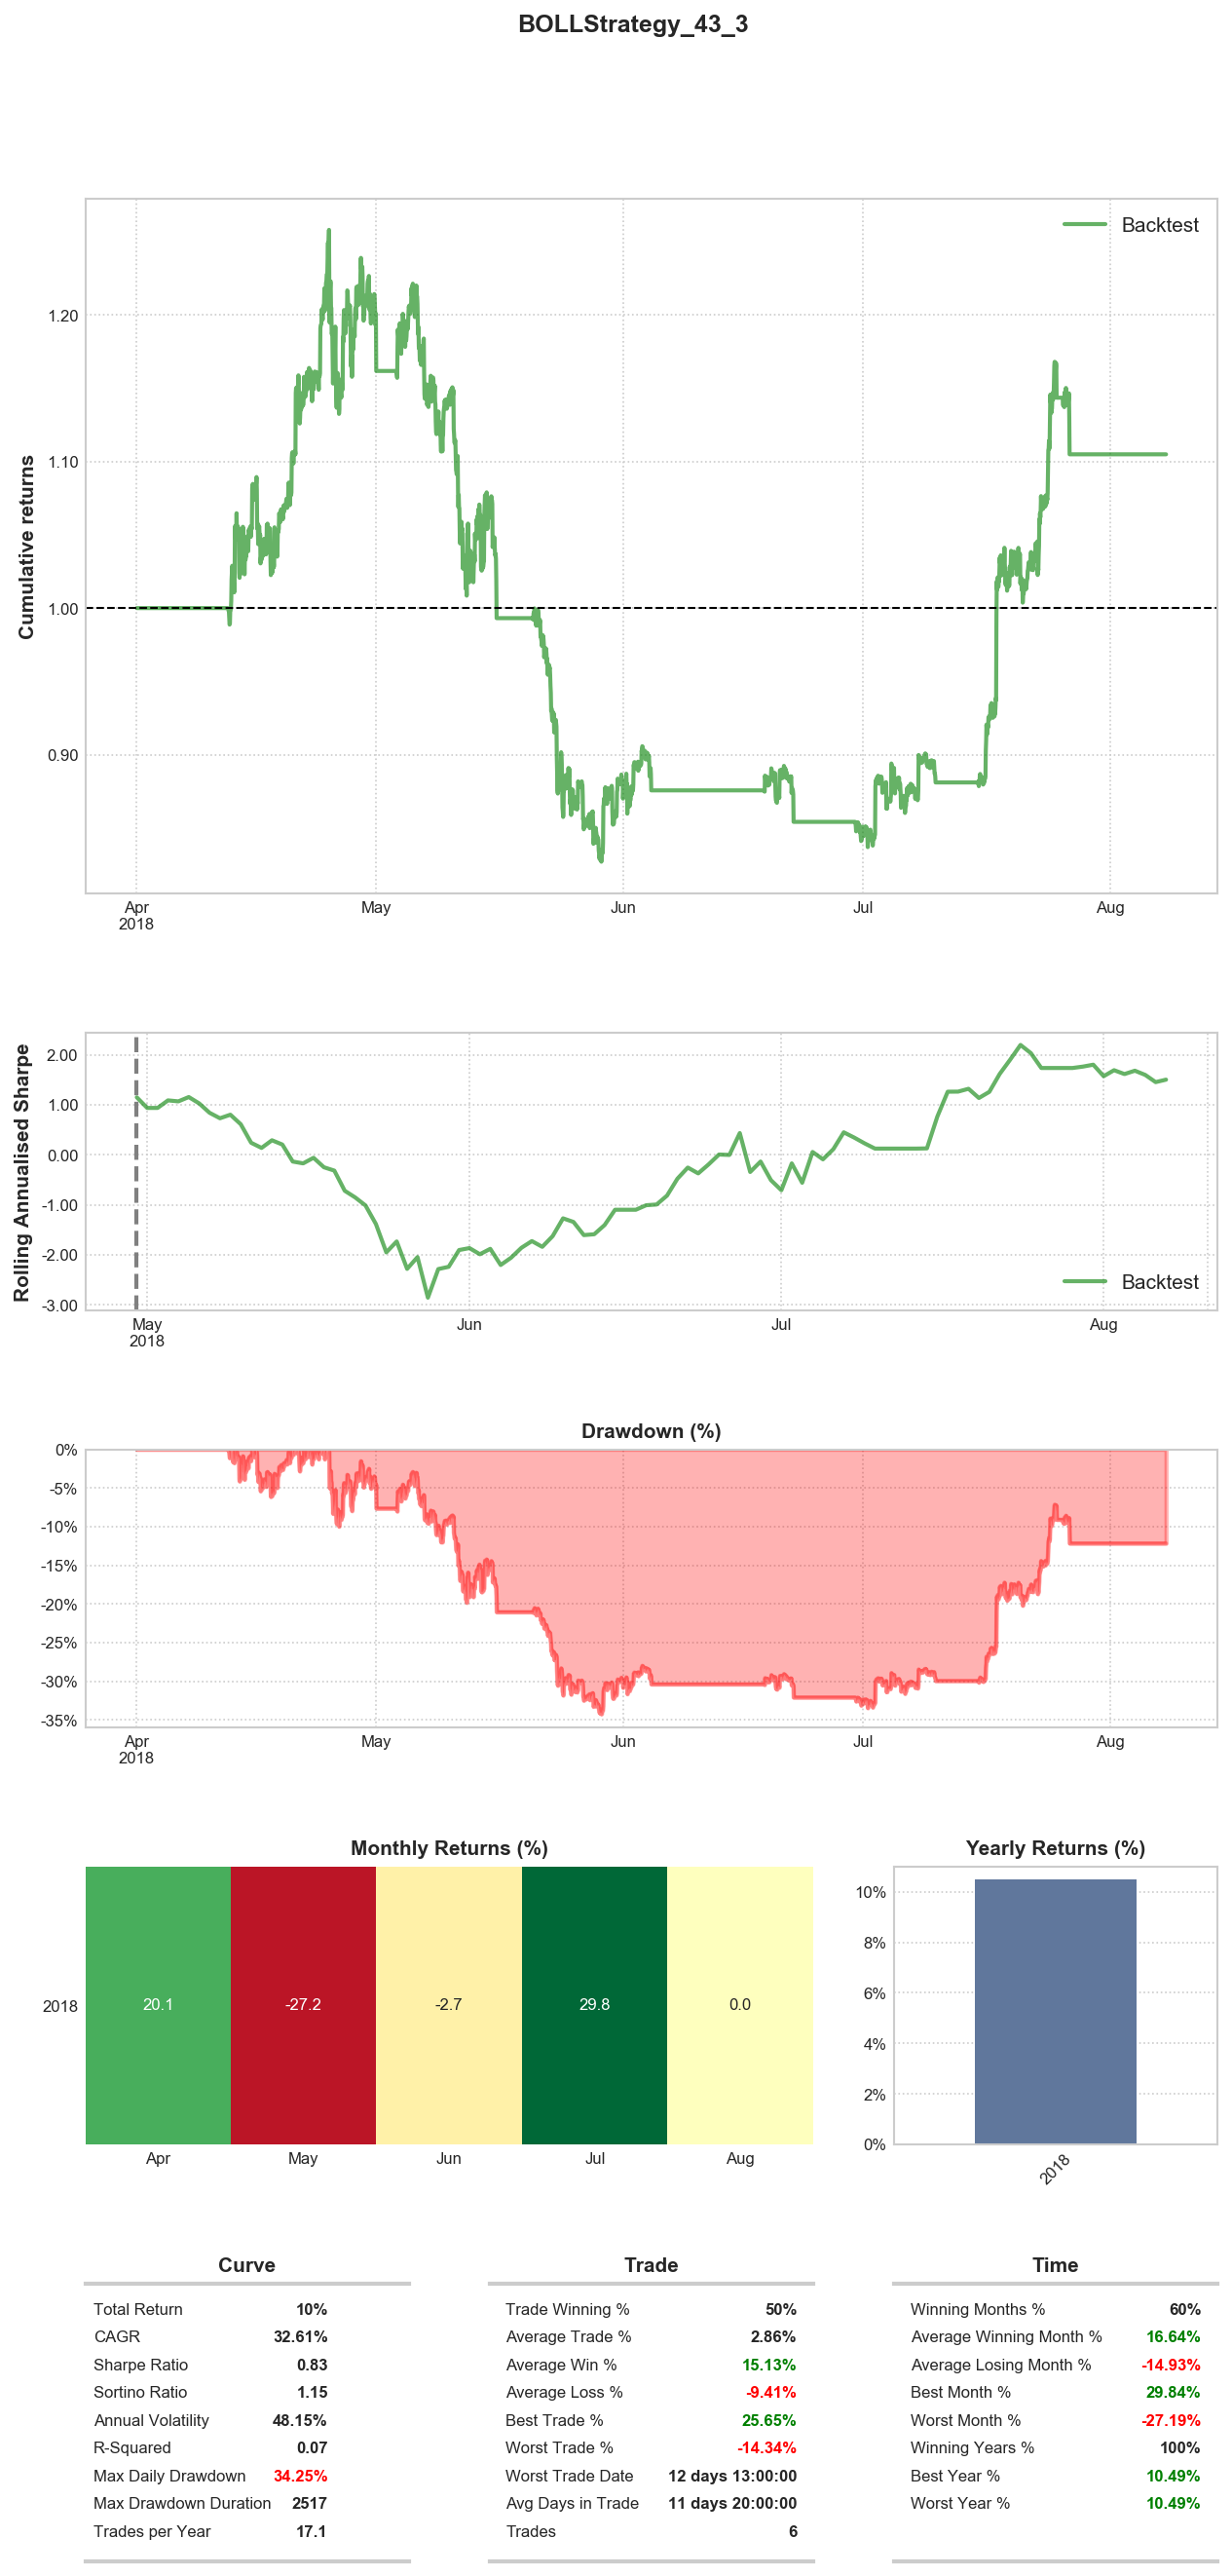 BOLLStrategy_43_3
Backtest
Cumulative returns
1.20
1.10
1.00
0.90
Apr May Jun Jul Aug
2018
Rolling Annualised Sharpe
2.00
1.00
0.00
-1.00
-2.00
-3.00
Backtest
May Jun Jul Aug
2018
Drawdown (%)
0%
-5%
-10%
-15%
-20%
-25%
-30%
-35%
Apr May Jun Jul Aug
2018
Monthly Returns (%)
2018 20.1 -27.2 -2.7 29.8 0.0
Apr May Jun Jul Aug
Yearly Returns (%)
10%
8%
6%
4%
2%
0%
2018
Curve
Total Return 10%
CAGR 32.61%
Sharpe Ratio 0.83
Sortino Ratio 1.15
Annual Volatility 48.15%
R-Squared 0.07
Max Daily Drawdown 34.25%
Max Drawdown Duration 2517
Trades per Year 17.1
Trade
Trade Winning % 50%
Average Trade % 2.86%
Average Win % 15.13%
Average Loss % -9.41%
Best Trade % 25.65%
Worst Trade % -14.34%
Worst Trade Date 12 days 13:00:00
Avg Days in Trade 11 days 20:00:00
Trades 6
Time
Winning Months % 60%
Average Winning Month % 16.64%
Average Losing Month % -14.93%
Best Month % 29.84%
Worst Month % -27.19%
Winning Years % 100%
Best Year % 10.49%
Worst Year % 10.49%